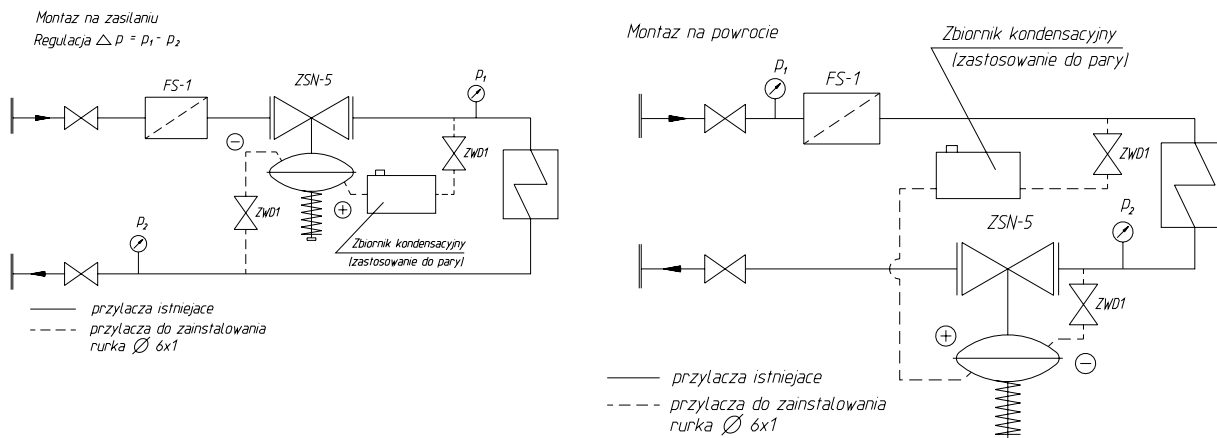 Montaz na zasilaniu
Regulacja △ p = p₁ - p₂
FS-1
ZSN-5
p₁
ZWD1
ZWD1
p₂
Zbiornik kondensacyjny
(zastosowanie do pary)
przylacza istniejace
przylacza do zainstalowania
rurka Ø 6x1
Montaz na powrocie
Zbiornik kondensacyjny
(zastosowanie do pary)
p₁
FS-1
ZWD1
ZSN-5
p₂
ZWD1
przylacza istniejace
przylacza do zainstalowania
rurka Ø 6x1